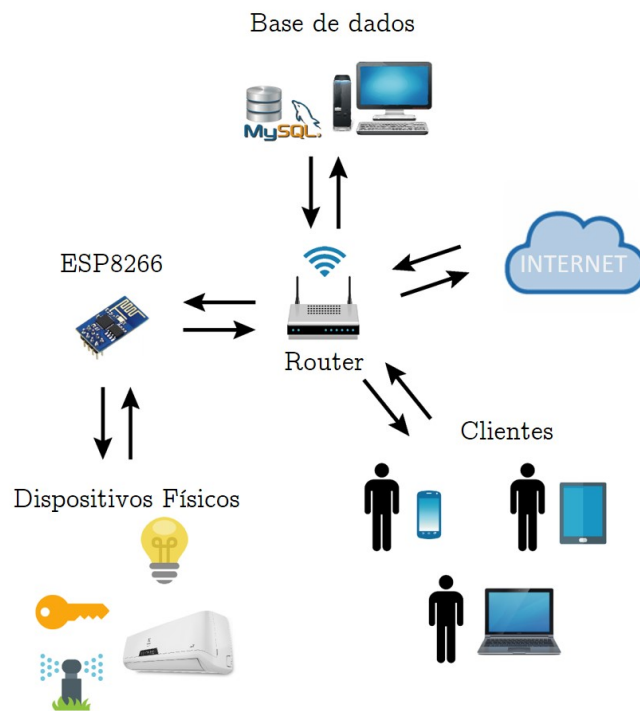 Base de dados
MySQL
ESP8266
INTERNET
Router
Clientes
Dispositivos Físicos